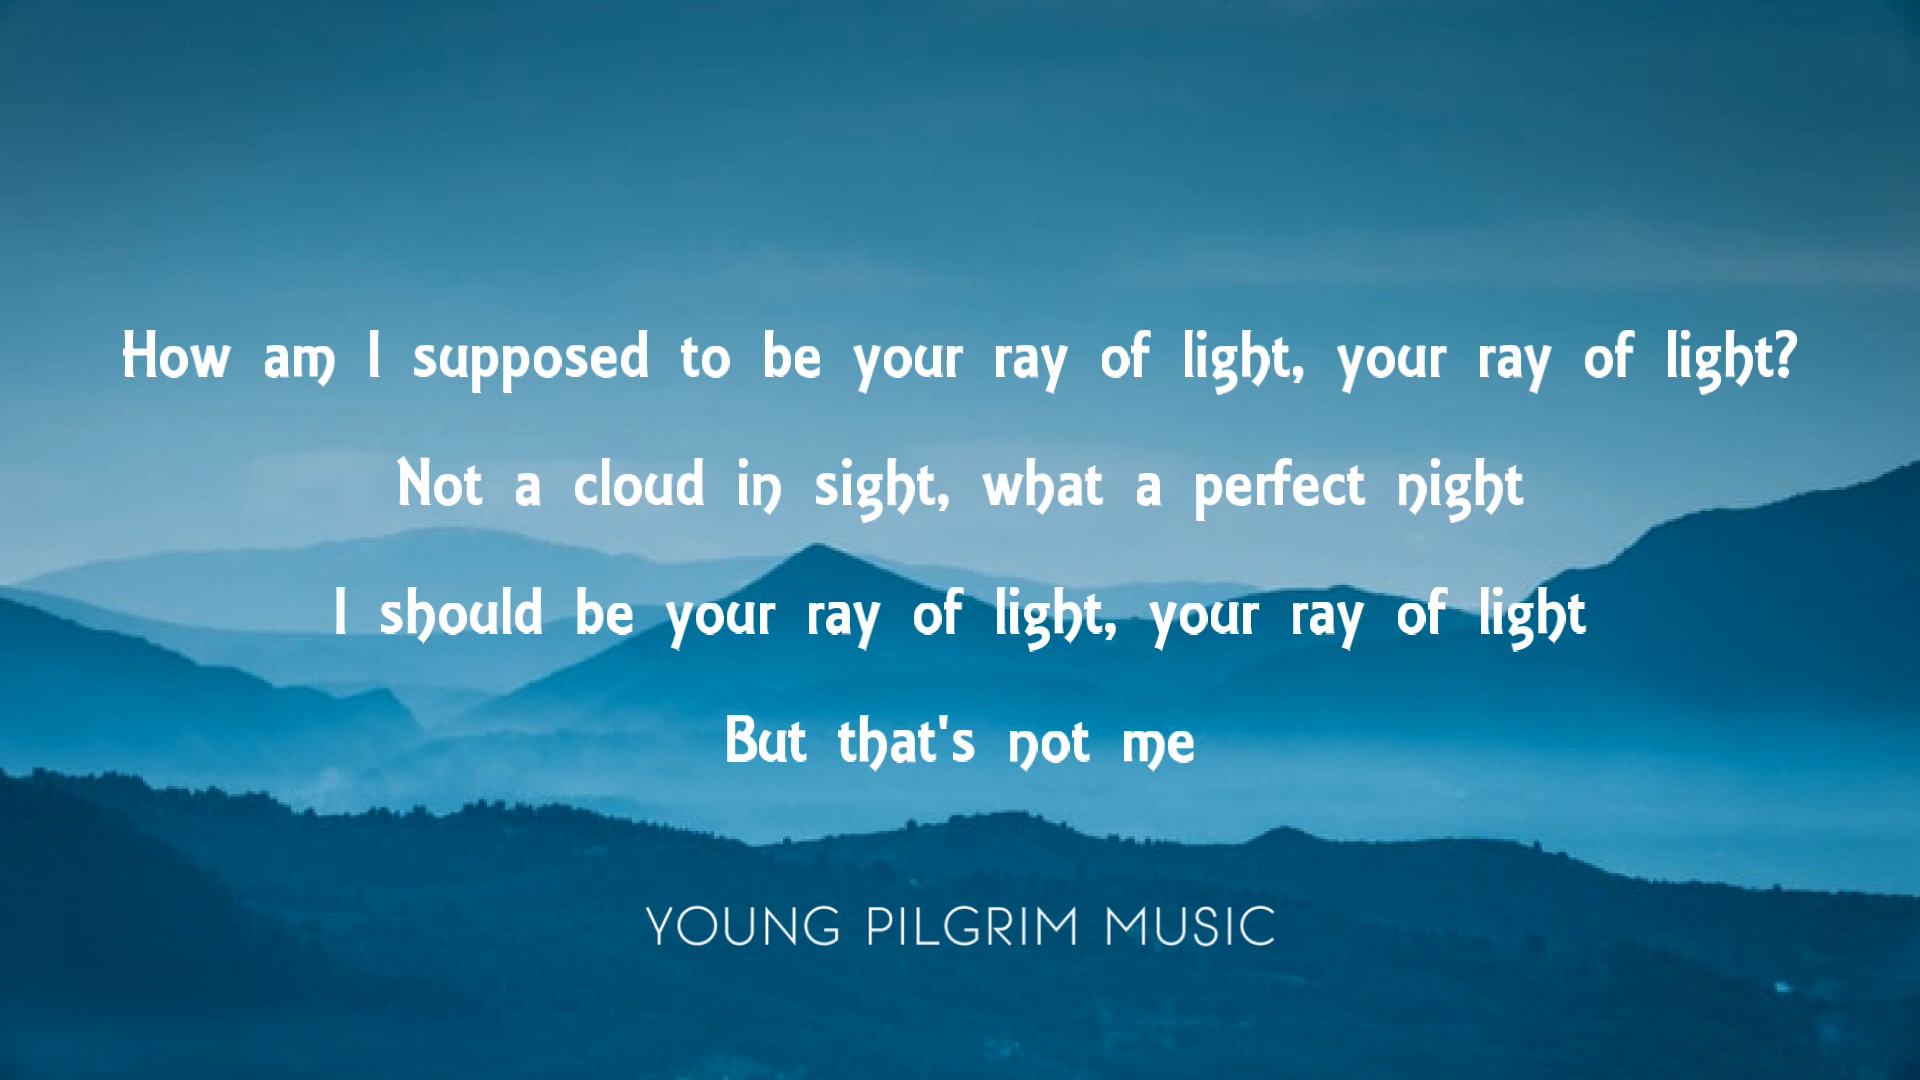 How am I supposed to be your ray of light, your ray of light?
Not a cloud in sight, what a perfect night
I should be your ray of light, your ray of light
But that's not me
YOUNG PILGRIM MUSIC